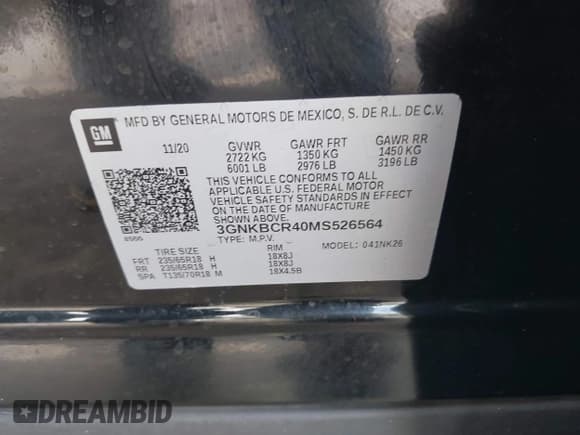 GM
MFD BY GENERAL MOTORS DE MEXICO, S. DE R.L. DE C.V.
11/20 GVWR GAWR FRT GAWR RR
2722 KG 1350 KG 1450 KG
6001 LB 2976 LB 3196 LB
THIS VEHICLE CONFORMS TO ALL
APPLICABLE U.S. FEDERAL MOTOR
VEHICLE SAFETY STANDARDS IN EFFECT
ON THE DATE OF MANUFACTURE
SHOWN ABOVE.
3GNKBCR40MS526564
TYPE: M.P.V. MODEL: 041NK26
TIRE SIZE RIM
FRT 235/65R18 H 18X8J
RR 235/65R18 H 18X8J
SPA T135/70R18 M 18X4.5B
DREAMBID